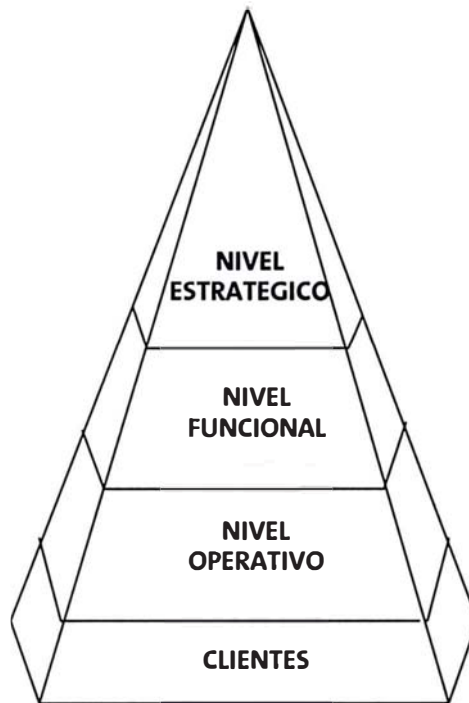 NIVEL
ESTRATEGICO
NIVEL
FUNCIONAL
NIVEL
OPERATIVO
CLIENTES